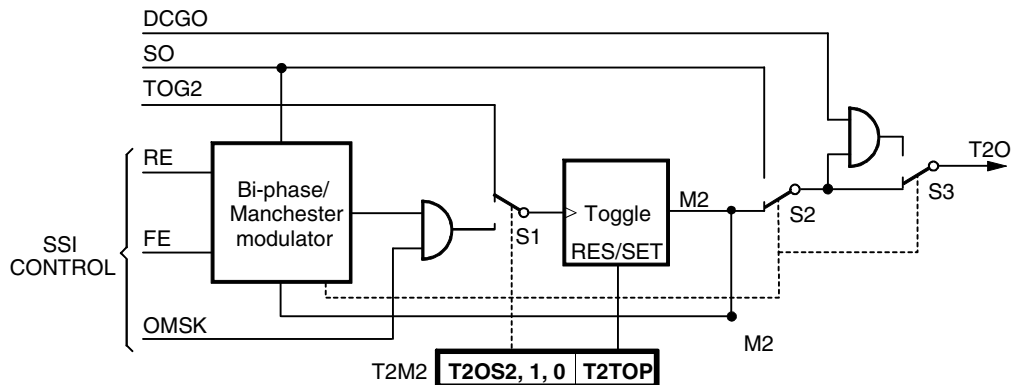 DCGO
SO
TOG2
RE
FE
OMSK
SSI
CONTROL
Bi-phase/
Manchester
modulator
S1
Toggle
RES/SET
M2
S2
S3
T2O
M2
T2M2
T2OS2, 1, 0
T2TOP